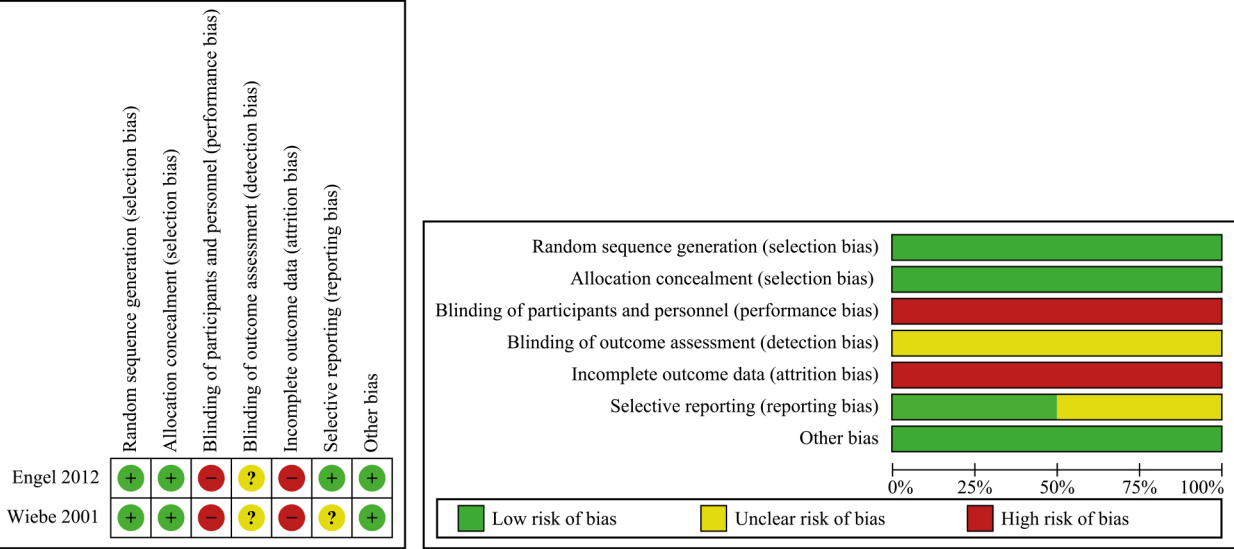 Random sequence generation (selection bias)
Allocation concealment (selection bias)
Blinding of participants and personnel (performance bias)
Blinding of outcome assessment (detection bias)
Incomplete outcome data (attrition bias)
Selective reporting (reporting bias)
Other bias
Engel 2012 + + − ? − + +
Wiebe 2001 + + − ? − ? +
Random sequence generation (selection bias)
Allocation concealment (selection bias)
Blinding of participants and personnel (performance bias)
Blinding of outcome assessment (detection bias)
Incomplete outcome data (attrition bias)
Selective reporting (reporting bias)
Other bias
0% 25% 50% 75% 100%
Low risk of bias Unclear risk of bias High risk of bias